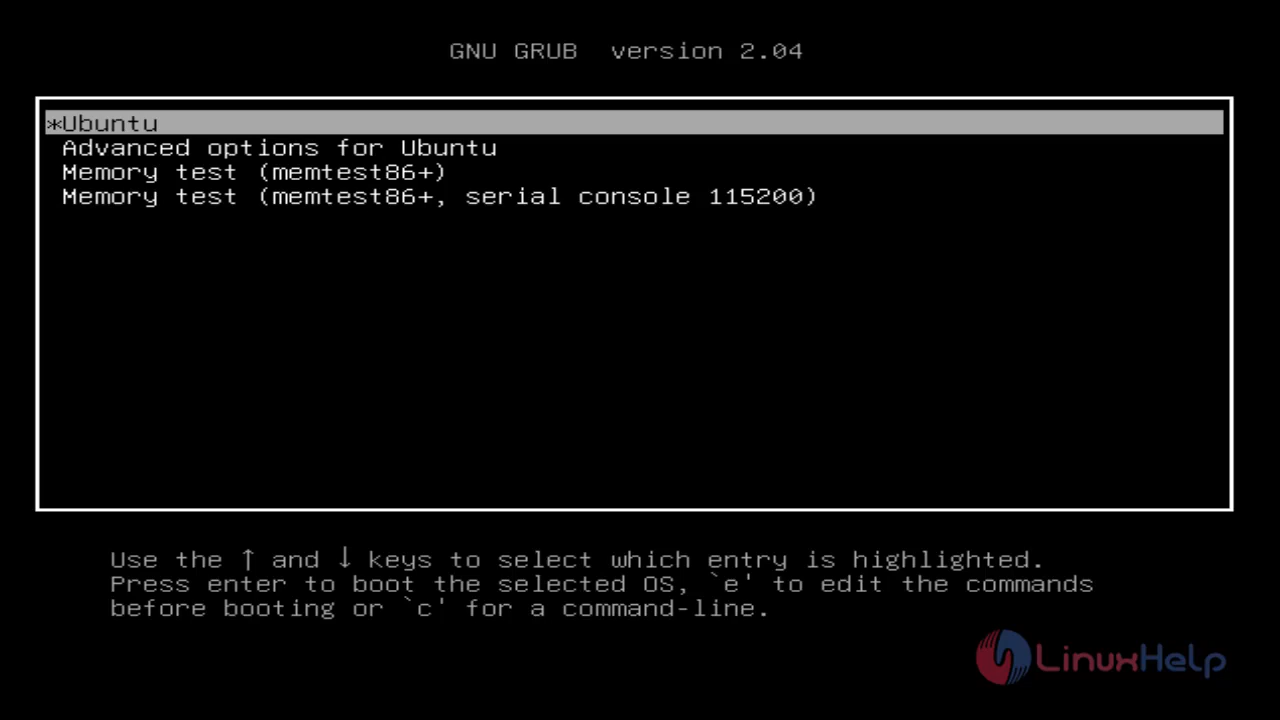 GNU GRUB  version 2.04
*Ubuntu
Advanced options for Ubuntu
Memory test (memtest86+)
Memory test (memtest86+, serial console 115200)
Use the ↑ and ↓ keys to select which entry is highlighted.
Press enter to boot the selected OS, `e' to edit the commands
before booting or `c' for a command-line.
LinuxHelp